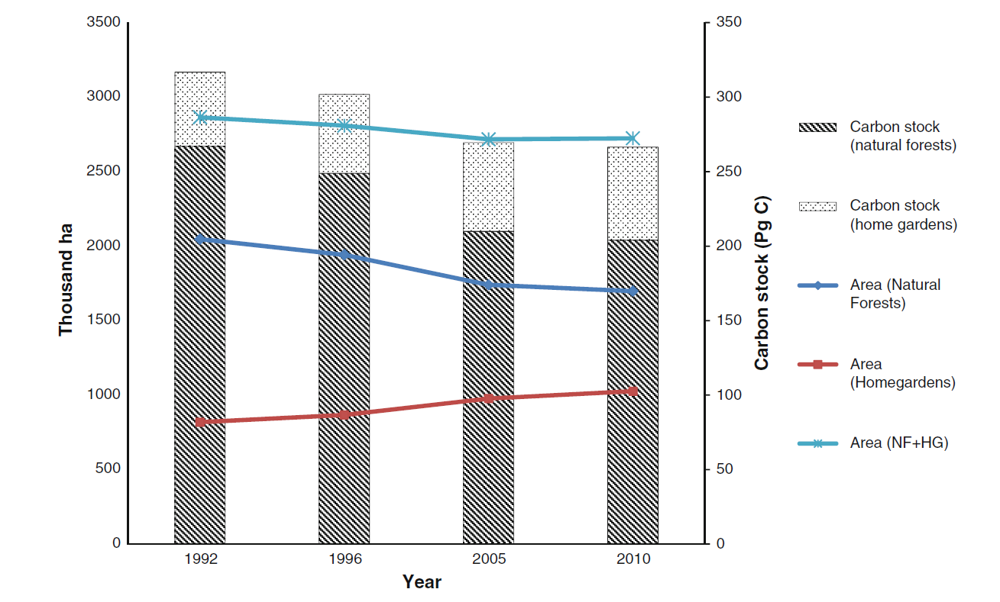 3500
3000
2500
2000
1500
1000
500
0
Thousand ha
350
300
250
200
150
100
50
0
Carbon stock (Pg C)
1992
1996
2005
2010
Year
Carbon stock
(natural forests)
Carbon stock
(home gardens)
Area (Natural
Forests)
Area
(Homegardens)
Area (NF+HG)